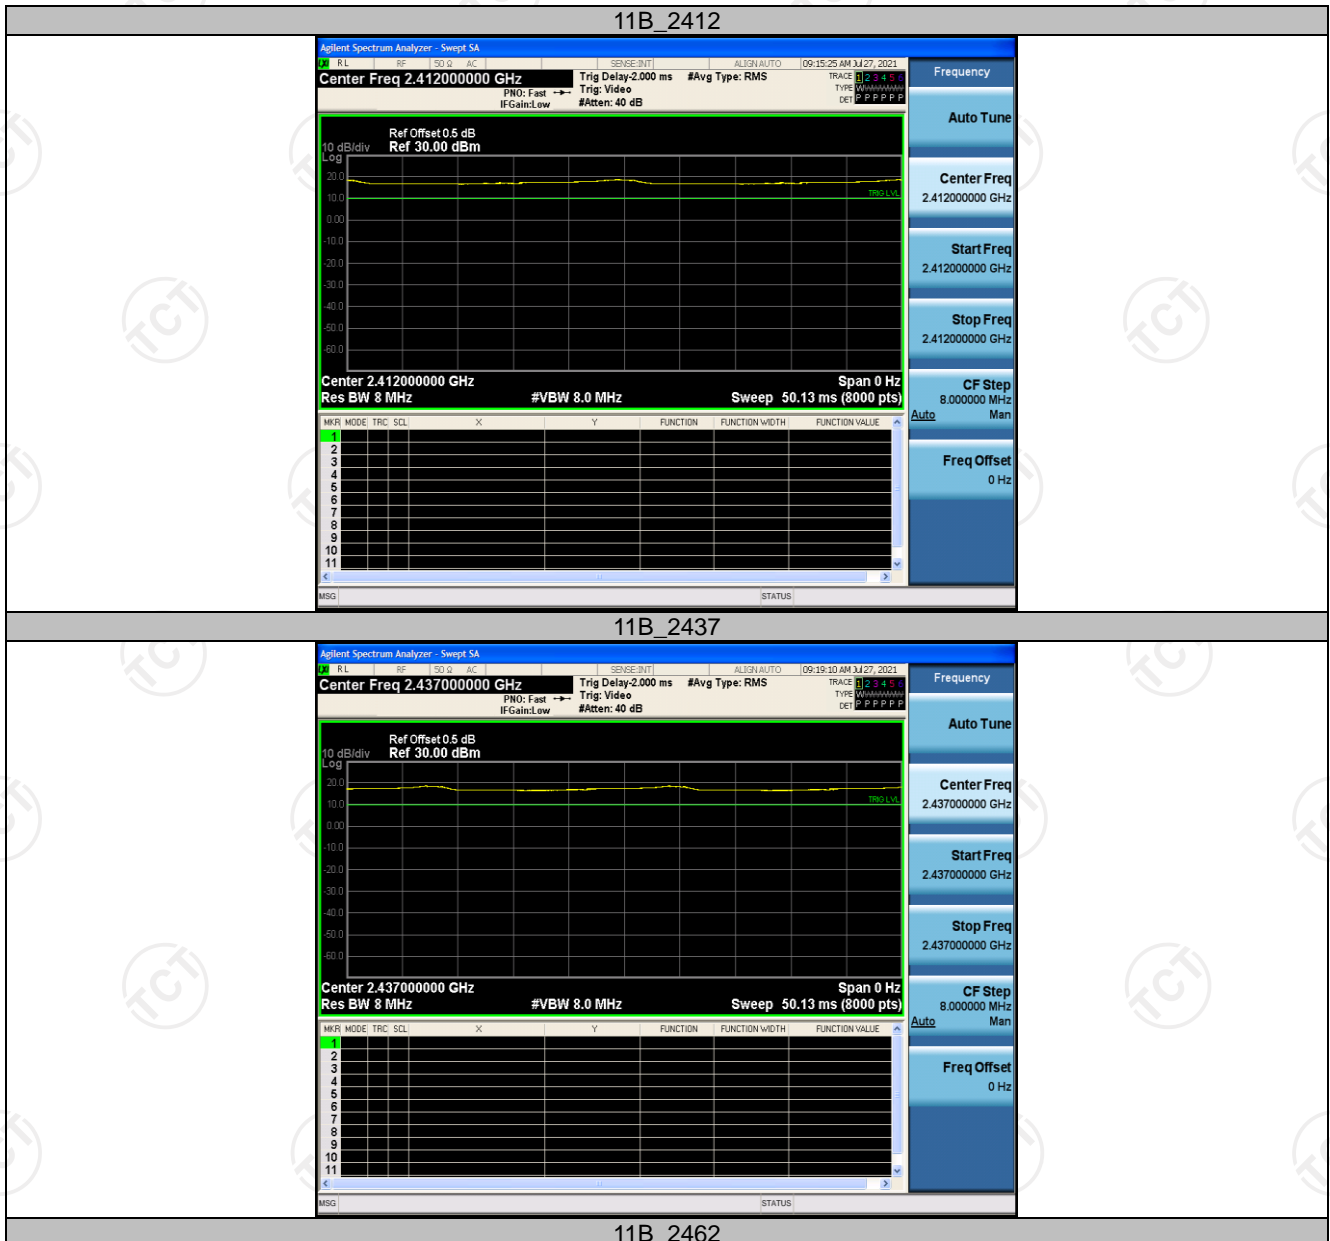 11B_2412
Agilent Spectrum Analyzer - Swept SA
RL RF 50 Ω AC SENSE:INT ALIGN AUTO 09:15:25 AM Jul 27, 2021
Center Freq 2.412000000 GHz Trig Delay-2.000 ms #Avg Type: RMS TRACE 1 2 3 4 5 6
PNO: Fast Trig: Video TYPE W
IFGain:Low #Atten: 40 dB DET P P P P P P
Ref Offset 0.5 dB
10 dB/div Ref 30.00 dBm
Log
20.0
10.0 TRIG LVL
0.00
-10.0
-20.0
-30.0
-40.0
-50.0
-60.0
Center 2.412000000 GHz Span 0 Hz
Res BW 8 MHz #VBW 8.0 MHz Sweep 50.13 ms (8000 pts)
MKR MODE TRC SCL X Y FUNCTION FUNCTION WIDTH FUNCTION VALUE
1
2
3
4
5
6
7
8
9
10
11
MSG STATUS
Frequency
Auto Tune
Center Freq
2.412000000 GHz
Start Freq
2.412000000 GHz
Stop Freq
2.412000000 GHz
CF Step
8.000000 MHz
Auto Man
Freq Offset
0 Hz
11B_2437
Agilent Spectrum Analyzer - Swept SA
RL RF 50 Ω AC SENSE:INT ALIGN AUTO 09:19:10 AM Jul 27, 2021
Center Freq 2.437000000 GHz Trig Delay-2.000 ms #Avg Type: RMS TRACE 1 2 3 4 5 6
PNO: Fast Trig: Video TYPE W
IFGain:Low #Atten: 40 dB DET P P P P P P
Ref Offset 0.5 dB
10 dB/div Ref 30.00 dBm
Log
20.0
10.0 TRIG LVL
0.00
-10.0
-20.0
-30.0
-40.0
-50.0
-60.0
Center 2.437000000 GHz Span 0 Hz
Res BW 8 MHz #VBW 8.0 MHz Sweep 50.13 ms (8000 pts)
MKR MODE TRC SCL X Y FUNCTION FUNCTION WIDTH FUNCTION VALUE
1
2
3
4
5
6
7
8
9
10
11
MSG STATUS
Frequency
Auto Tune
Center Freq
2.437000000 GHz
Start Freq
2.437000000 GHz
Stop Freq
2.437000000 GHz
CF Step
8.000000 MHz
Auto Man
Freq Offset
0 Hz
11B_2462
TCT